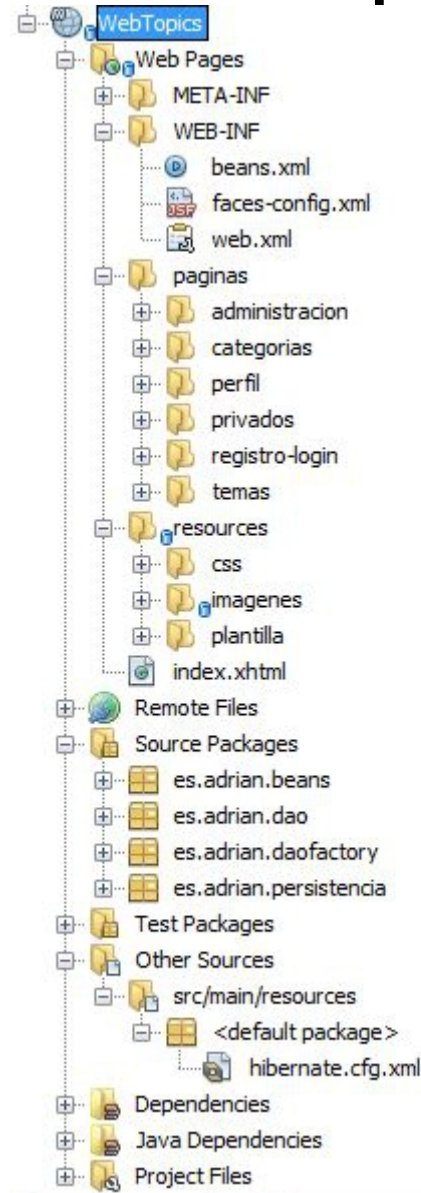 WebTopics
Web Pages
META-INF
WEB-INF
beans.xml
faces-config.xml
web.xml
paginas
administracion
categorias
perfil
privados
registro-login
temas
resources
css
imagenes
plantilla
index.xhtml
Remote Files
Source Packages
es.adrian.beans
es.adrian.dao
es.adrian.daofactory
es.adrian.persistencia
Test Packages
Other Sources
src/main/resources
<default package>
hibernate.cfg.xml
Dependencies
Java Dependencies
Project Files